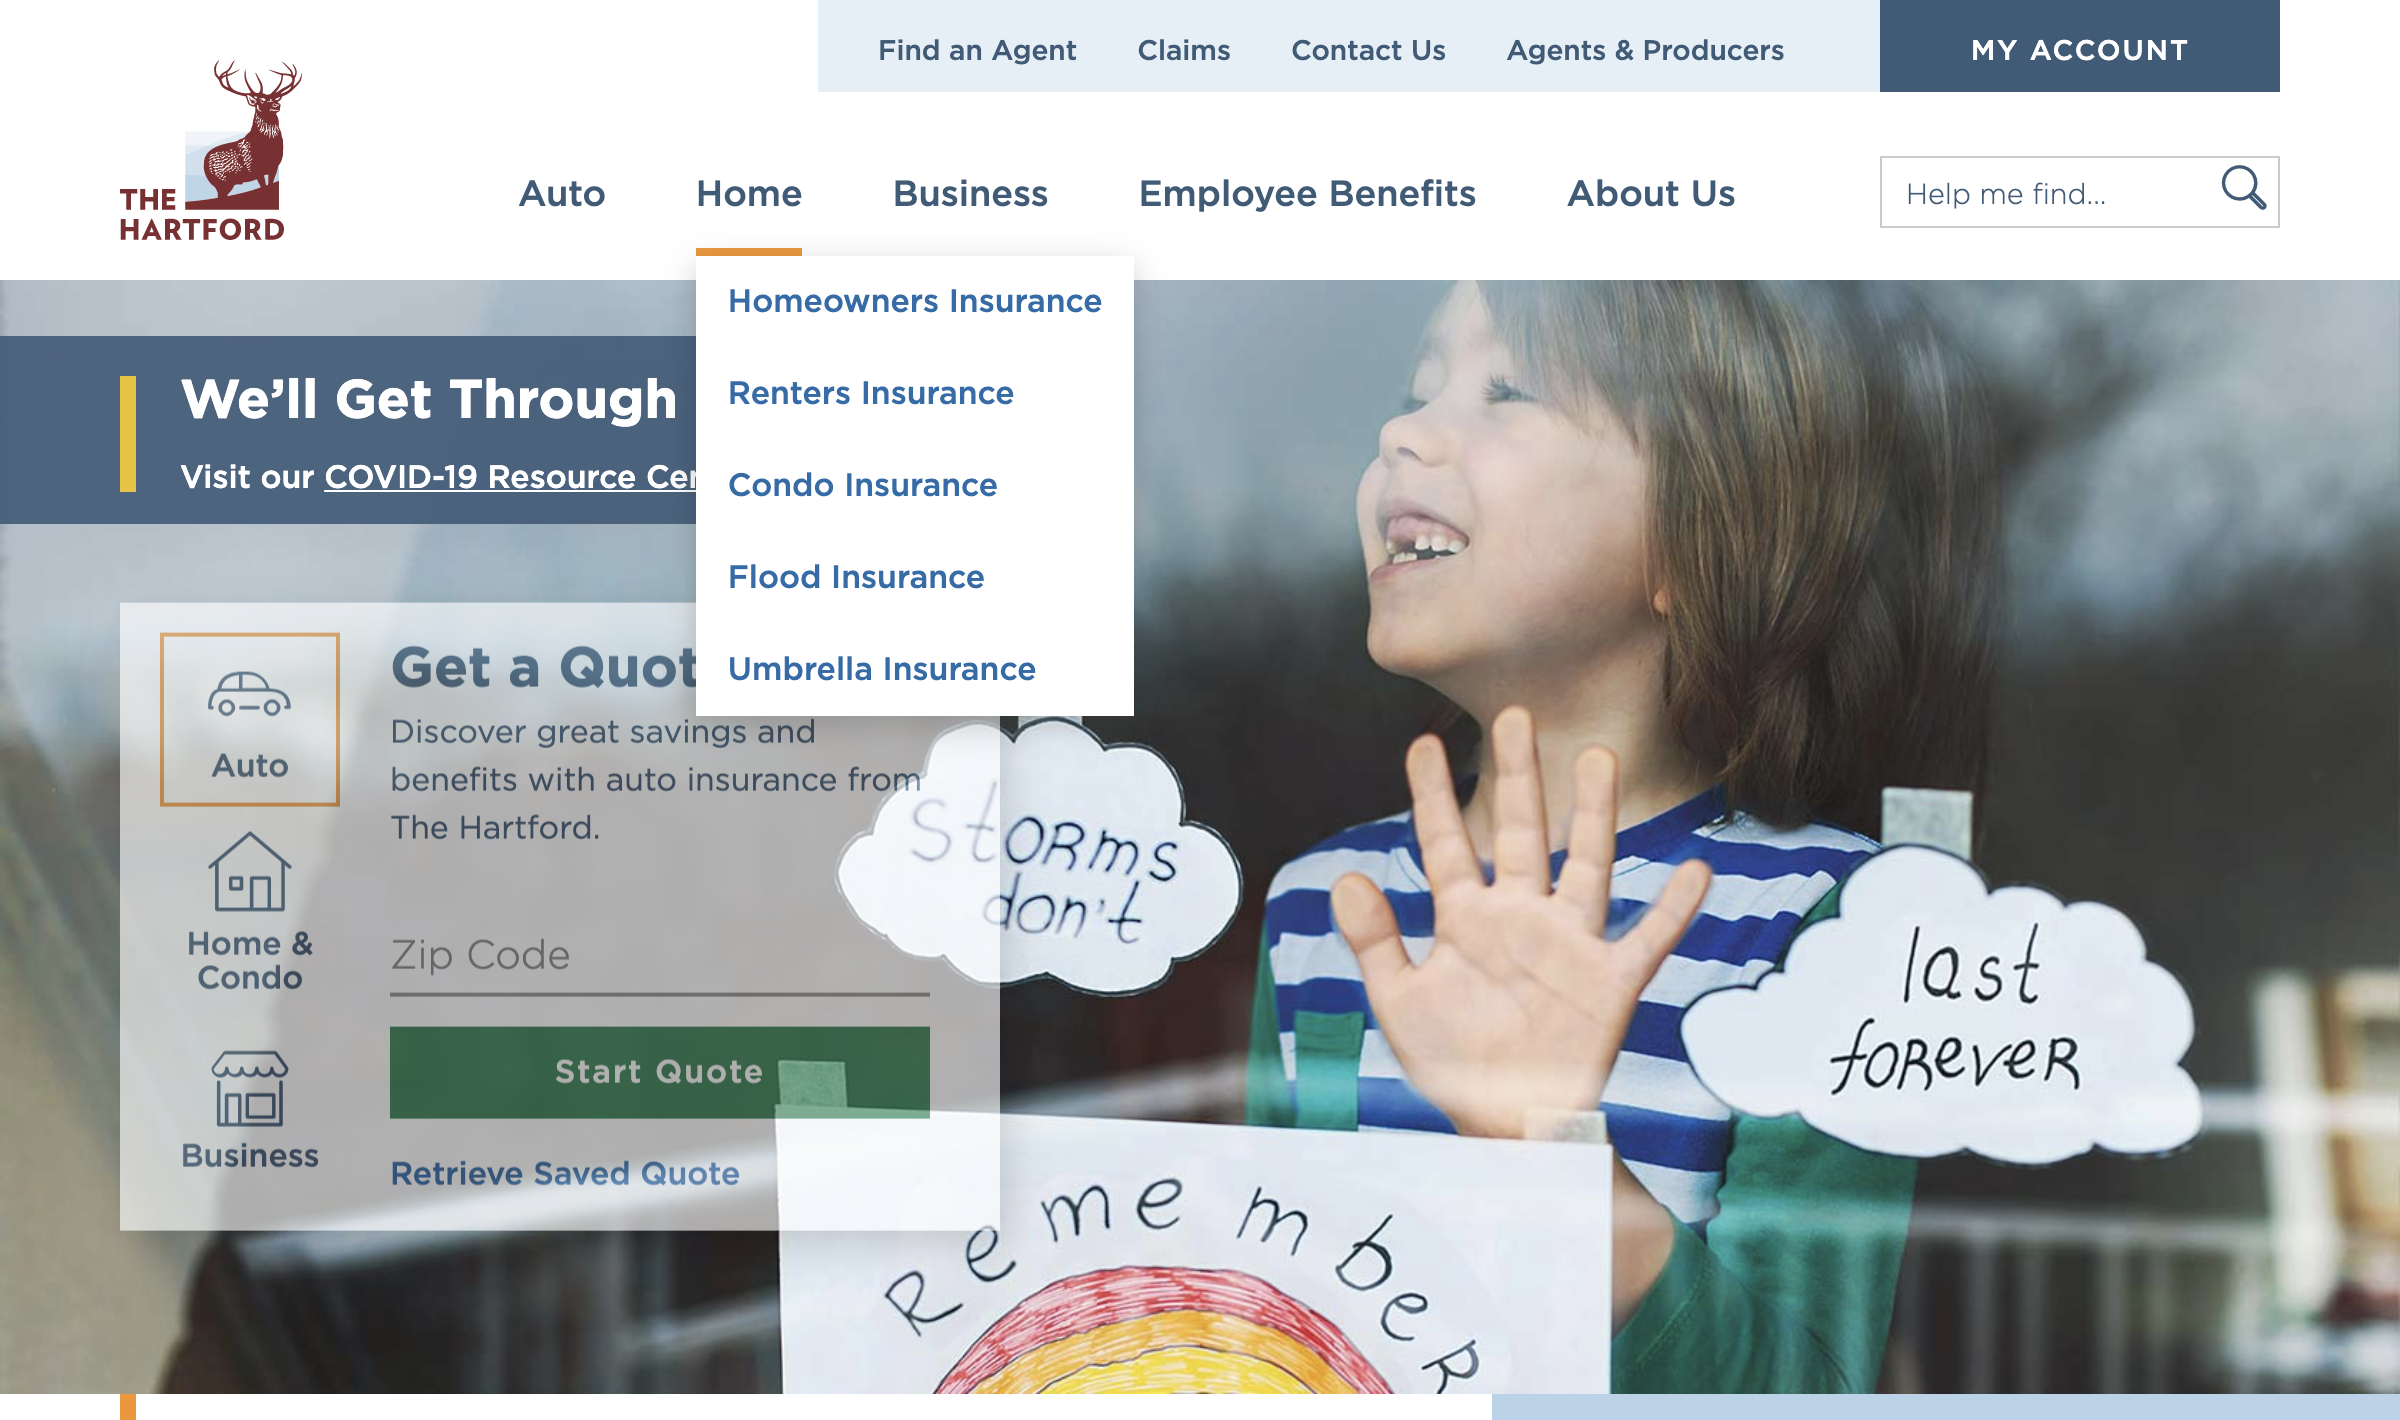 Find an Agent
Claims
Contact Us
Agents & Producers
MY ACCOUNT
THE
HARTFORD
Auto
Home
Business
Employee Benefits
About Us
Help me find...
Homeowners Insurance
Renters Insurance
Condo Insurance
Flood Insurance
Umbrella Insurance
We'll Get Through
Visit our COVID-19 Resource Cer
Auto
Home &
Condo
Business
Get a Quot
Discover great savings and
benefits with auto insurance from
The Hartford.
Zip Code
Start Quote
Retrieve Saved Quote
Storms
don't
last
forever
Remember